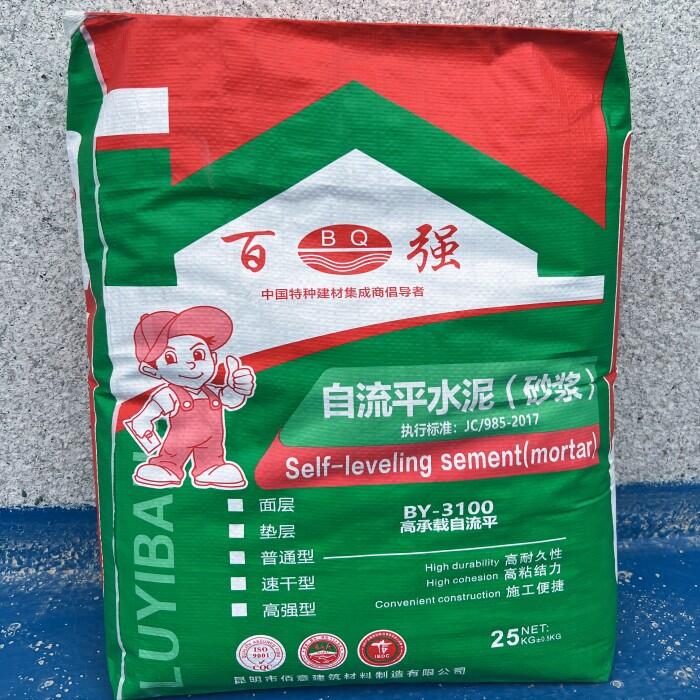 百 BQ 强
中国特种建材集成商倡导者
自流平水泥（砂浆）
执行标准：JC/985-2017
Self-leveling sement(mortar)
面层
垫层
普通型
速干型
高强型
BY-3100
高承载自流平
High durability 高耐久性
High cohesion 高粘结力
Convenient construction 施工便捷
LUYIBA
ISO
9001
CQC
25 NET:
KG±0.5KG
昆明市佰意建筑材料制造有限公司